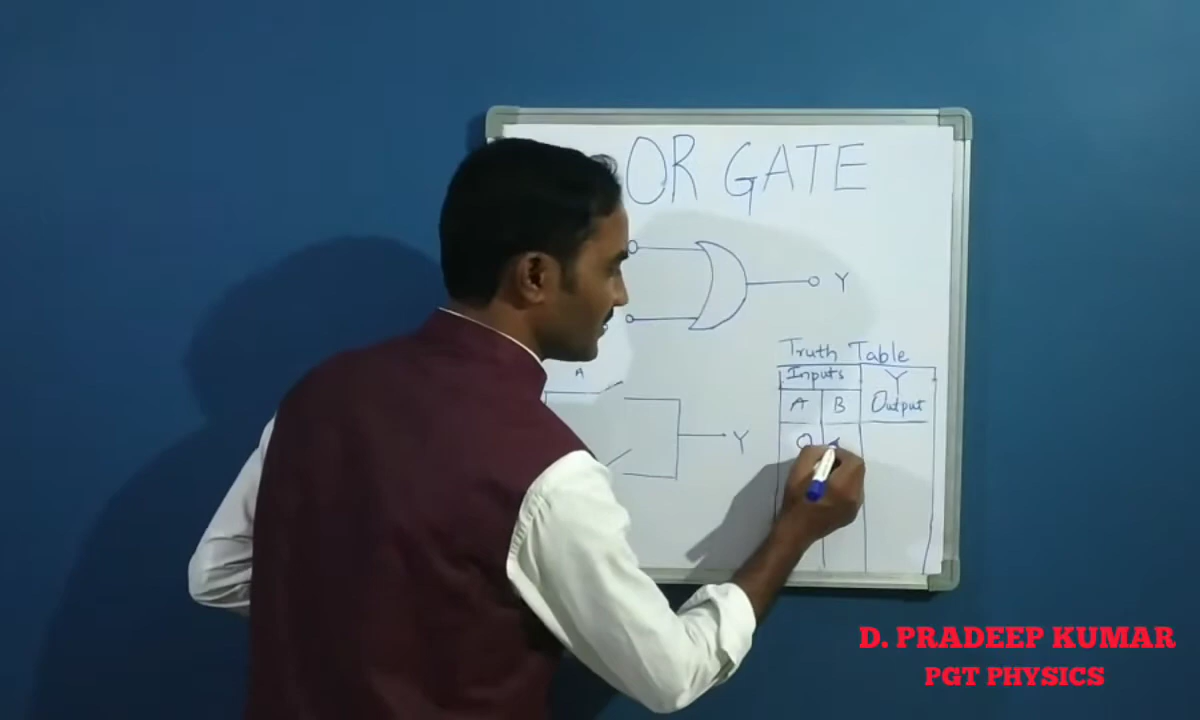 OR GATE
Y
Truth Table
Inputs Y
A B Output
A
0
Y
D. PRADEEP KUMAR
PGT PHYSICS